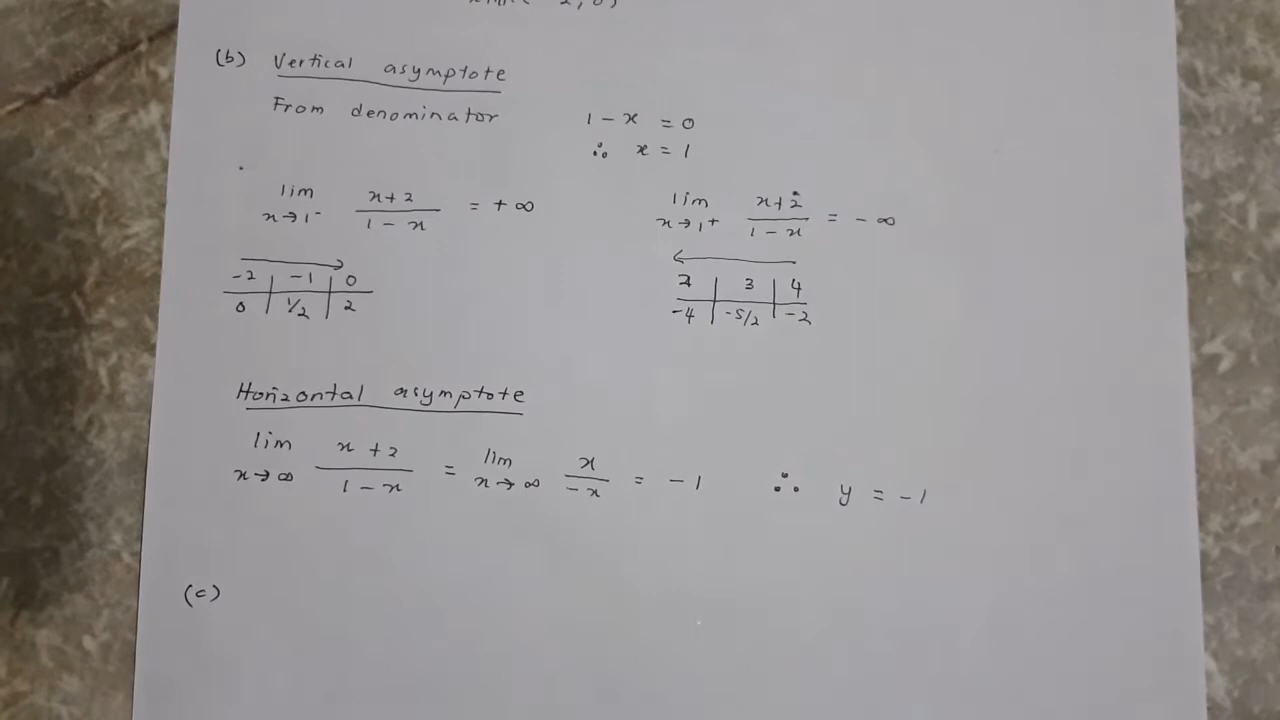 (b) Vertical asymptote
From denominator 1 - x = 0
∴ x = 1
lim x→1⁻ (x+2)/(1-x) = +∞ lim x→1⁺ (x+2)/(1-x) = -∞
-2 | -1 | 0 2 | 3 | 4
0 | 1/2 | 2 -4 | -5/2 | -2
Horizontal asymptote
lim x→∞ (x+2)/(1-x) = lim x→∞ x/-x = -1 ∴ y = -1
(c)